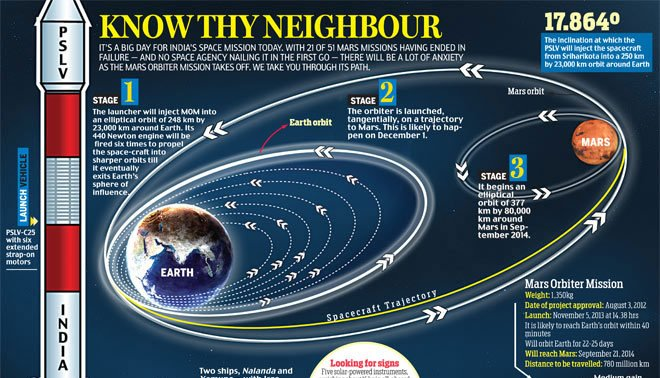 KNOW THY NEIGHBOUR
IT'S A BIG DAY FOR INDIA'S SPACE MISSION TODAY. WITH 21 OF 51 MARS MISSIONS HAVING ENDED IN
FAILURE — AND NO SPACE AGENCY NAILING IT IN THE FIRST GO — THERE WILL BE A LOT OF ANXIETY
AS THE MARS ORBITER MISSION TAKES OFF. WE TAKE YOU THROUGH ITS PATH.
17.864º
The inclination at which the
PSLV will inject the spacecraft
from Sriharikota into a 250 km
by 23,000 km orbit around Earth
PSLV
LAUNCH VEHICLE
PSLV-C25
with six
extended
strap-on
motors
INDIA
STAGE 1
The launcher will inject MOM into
an elliptical orbit of 248 km by
23,000 km around Earth. Its
440 Newton engine will be
fired six times to propel
the space-craft into
sharper orbits till
it eventually
exits Earth's
sphere of
influence.
Earth orbit
STAGE 2
The orbiter is launched,
tangentially, on a trajectory
to Mars. This is likely to hap-
pen on December 1.
Mars orbit
MARS
STAGE 3
It begins an
elliptical
orbit of 377
km by 80,000
km around
Mars in Sep-
tember 2014.
EARTH
Spacecraft Trajectory
Mars Orbiter Mission
Weight: 1,350kg
Date of project approval: August 3, 2012
Launch: November 5, 2013 at 14.38 hrs
It is likely to reach Earth's orbit within 40
minutes
Will orbit Earth for 22-25 days
Will reach Mars: September 21, 2014
Distance to be travelled: 780 million km
Medium gain
Two ships, Nalanda and
Looking for signs
Five solar-powered instruments,